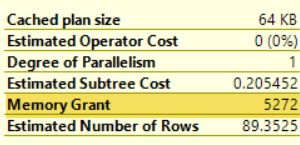 Cached plan size 64 KB
Estimated Operator Cost 0 (0%)
Degree of Parallelism 1
Estimated Subtree Cost 0.205452
Memory Grant 5272
Estimated Number of Rows 89.3525